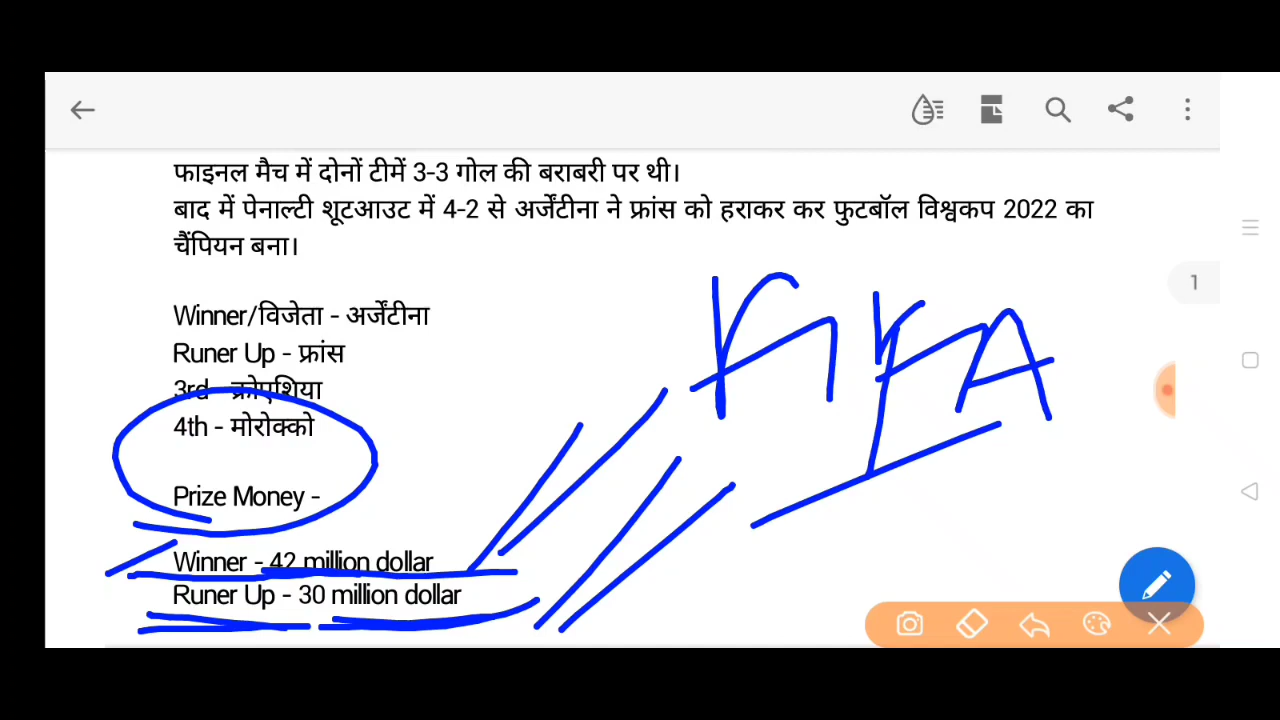 फाइनल मैच में दोनों टीमें 3-3 गोल की बराबरी पर थी।
बाद में पेनाल्टी शूटआउट में 4-2 से अर्जेंटीना ने फ्रांस को हराकर कर फुटबॉल विश्वकप 2022 का
चैंपियन बना।
1
Winner/विजेता - अर्जेंटीना
Runer Up - फ्रांस
3rd - क्रोएशिया
FIFA
4th - मोरोक्को
Prize Money -
Winner - 42 million dollar
Runer Up - 30 million dollar